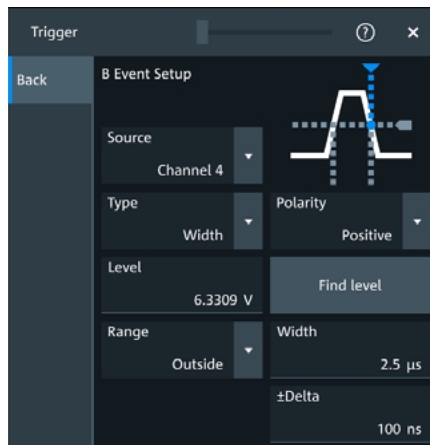 Trigger
?
×
Back
B Event Setup
Source
Channel 4
Type
Width
Polarity
Positive
Level
6.3309 V
Find level
Range
Outside
Width
2.5 µs
±Delta
100 ns